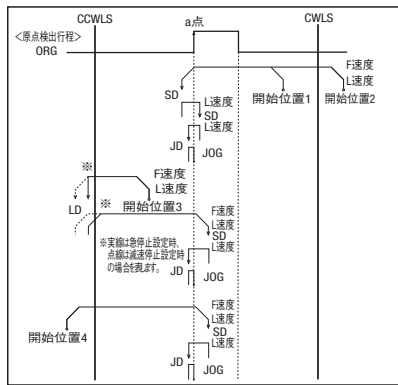 CCWLS
a点
CWLS
<原点検出行程>
ORG
F速度
SD
L速度
L速度
SD
開始位置1
開始位置2
L速度
JD
JOG
※
F速度
L速度
※
LD
開始位置3
F速度
L速度
SD
※実線は急停止設定時、
点線は減速停止設定時
の場合を表します。
L速度
JD
JOG
F速度
L速度
SD
開始位置4
L速度
JD
JOG